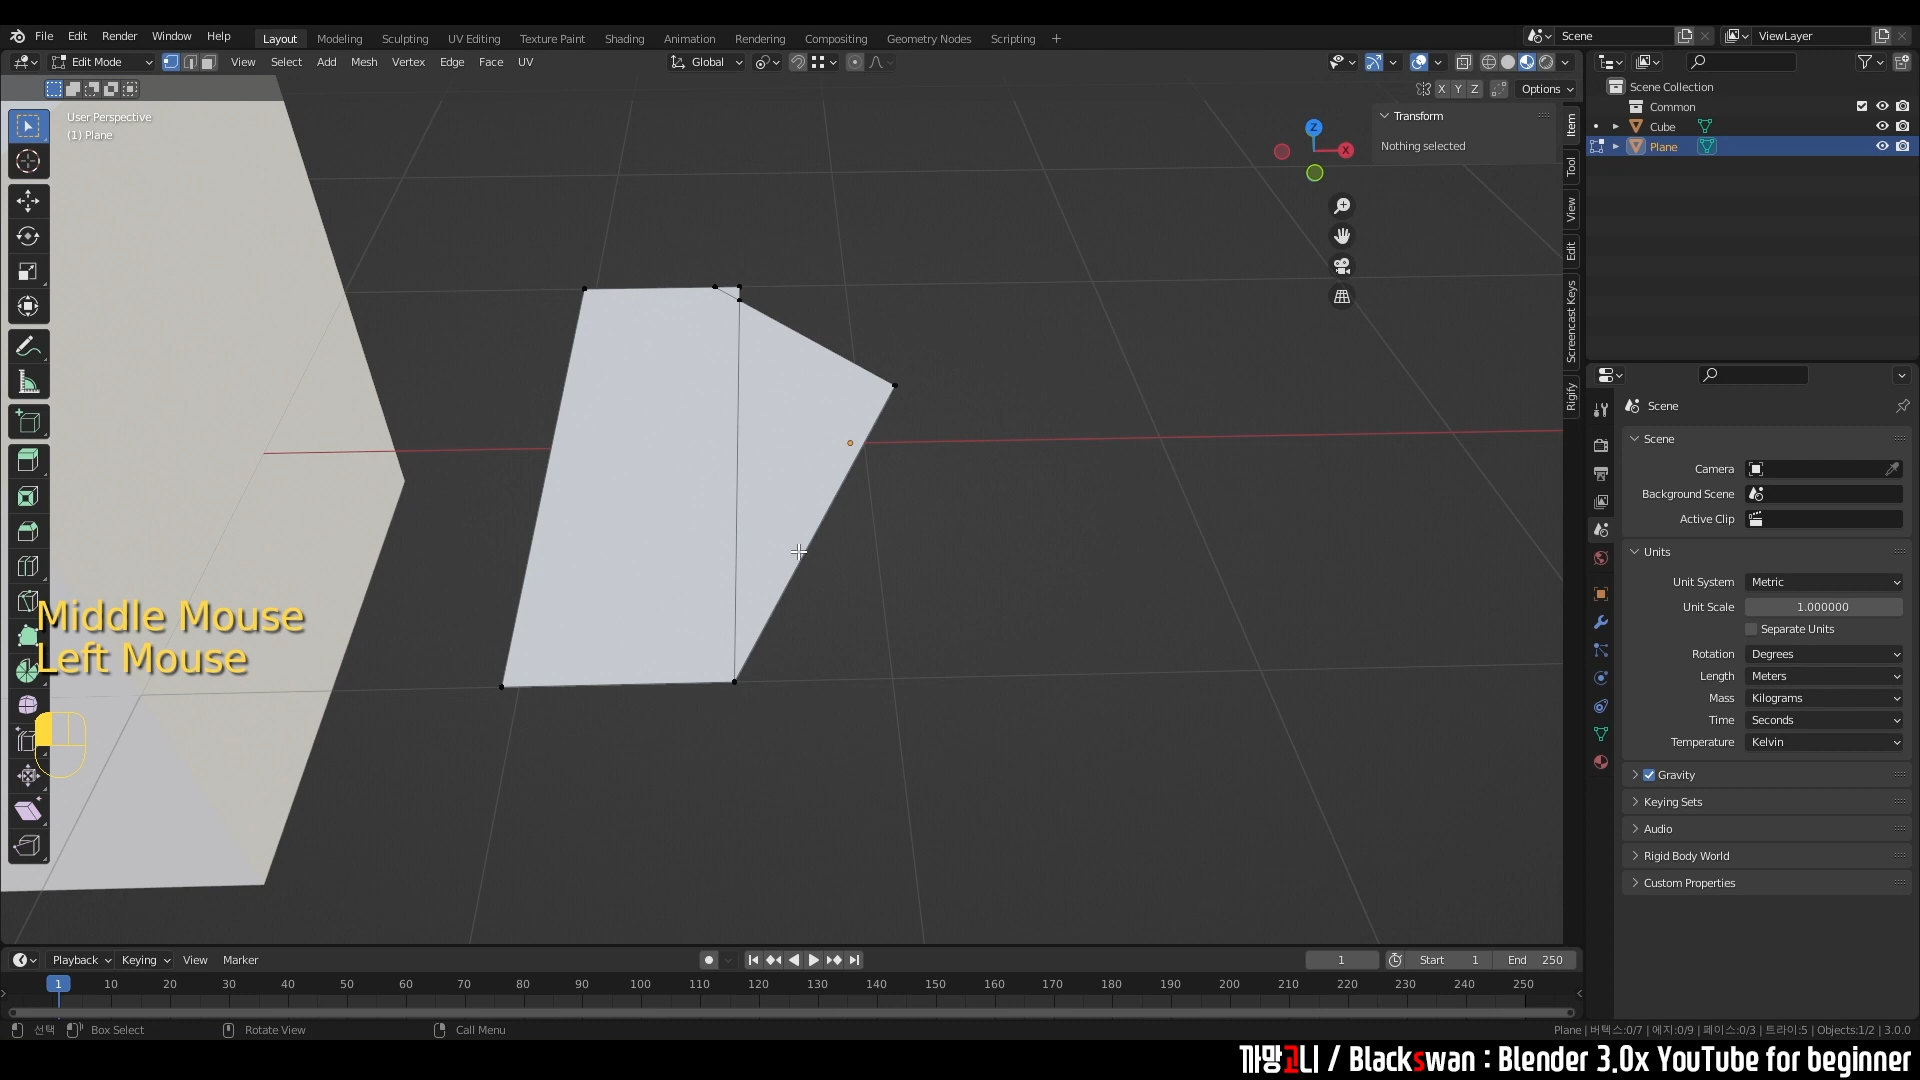 File Edit Render Window Help Layout Modeling Sculpting UV Editing Texture Paint Shading Animation Rendering Compositing Geometry Nodes Scripting + Scene ViewLayer
Edit Mode View Select Add Mesh Vertex Edge Face UV Global
X Y Z Options
User Perspective
(1) Plane
Transform
Nothing selected
Z
X
Item
Tool
View
Edit
Screencast Keys
Rigify
Scene Collection
Common
Cube
Plane
Scene
Scene
Camera
Background Scene
Active Clip
Units
Unit System Metric
Unit Scale 1.000000
Separate Units
Rotation Degrees
Length Meters
Mass Kilograms
Time Seconds
Temperature Kelvin
Gravity
Keying Sets
Audio
Rigid Body World
Custom Properties
Middle Mouse
Left Mouse
Playback Keying View Marker 1 Start 1 End 250
1 10 20 30 40 50 60 70 80 90 100 110 120 130 140 150 160 170 180 190 200 210 220 230 240 250
선택 Box Select Rotate View Call Menu Plane | 버텍스:0/7 | 에지:0/9 | 페이스:0/3 | 트라이:5 | Objects:1/2 | 3.0.0
까망고니 / Blackswan : Blender 3.0x YouTube for beginner